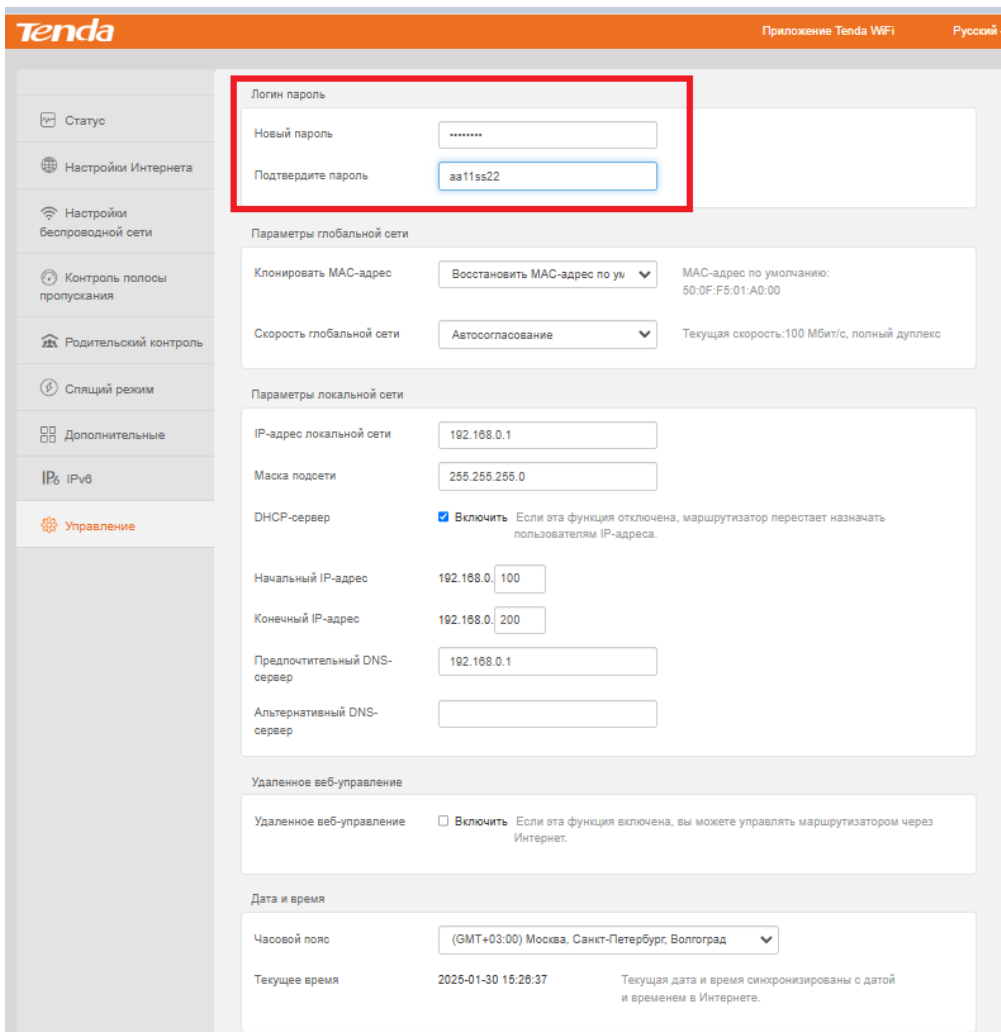 Tenda
Приложение Tenda WiFi
Русский
Статус
Настройки Интернета
Настройки
беспроводной сети
Контроль полосы
пропускания
Родительский контроль
Спящий режим
Дополнительные
IPv6
Управление
Логин пароль
Новый пароль ••••••••
Подтвердите пароль aa11ss22
Параметры глобальной сети
Клонировать MAC-адрес Восстановить MAC-адрес по ум MAC-адрес по умолчанию:
50:0F:F5:01:A0:00
Скорость глобальной сети Автосогласование Текущая скорость:100 Мбит/с, полный дуплекс
Параметры локальной сети
IP-адрес локальной сети 192.168.0.1
Маска подсети 255.255.255.0
DHCP-сервер Включить Если эта функция отключена, маршрутизатор перестает назначать
пользователям IP-адреса.
Начальный IP-адрес 192.168.0. 100
Конечный IP-адрес 192.168.0. 200
Предпочтительный DNS-
сервер 192.168.0.1
Альтернативный DNS-
сервер
Удаленное веб-управление
Удаленное веб-управление Включить Если эта функция включена, вы можете управлять маршрутизатором через
Интернет.
Дата и время
Часовой пояс (GMT+03:00) Москва, Санкт-Петербург, Волгоград
Текущее время 2025-01-30 15:26:37 Текущая дата и время синхронизированы с датой
и временем в Интернете.